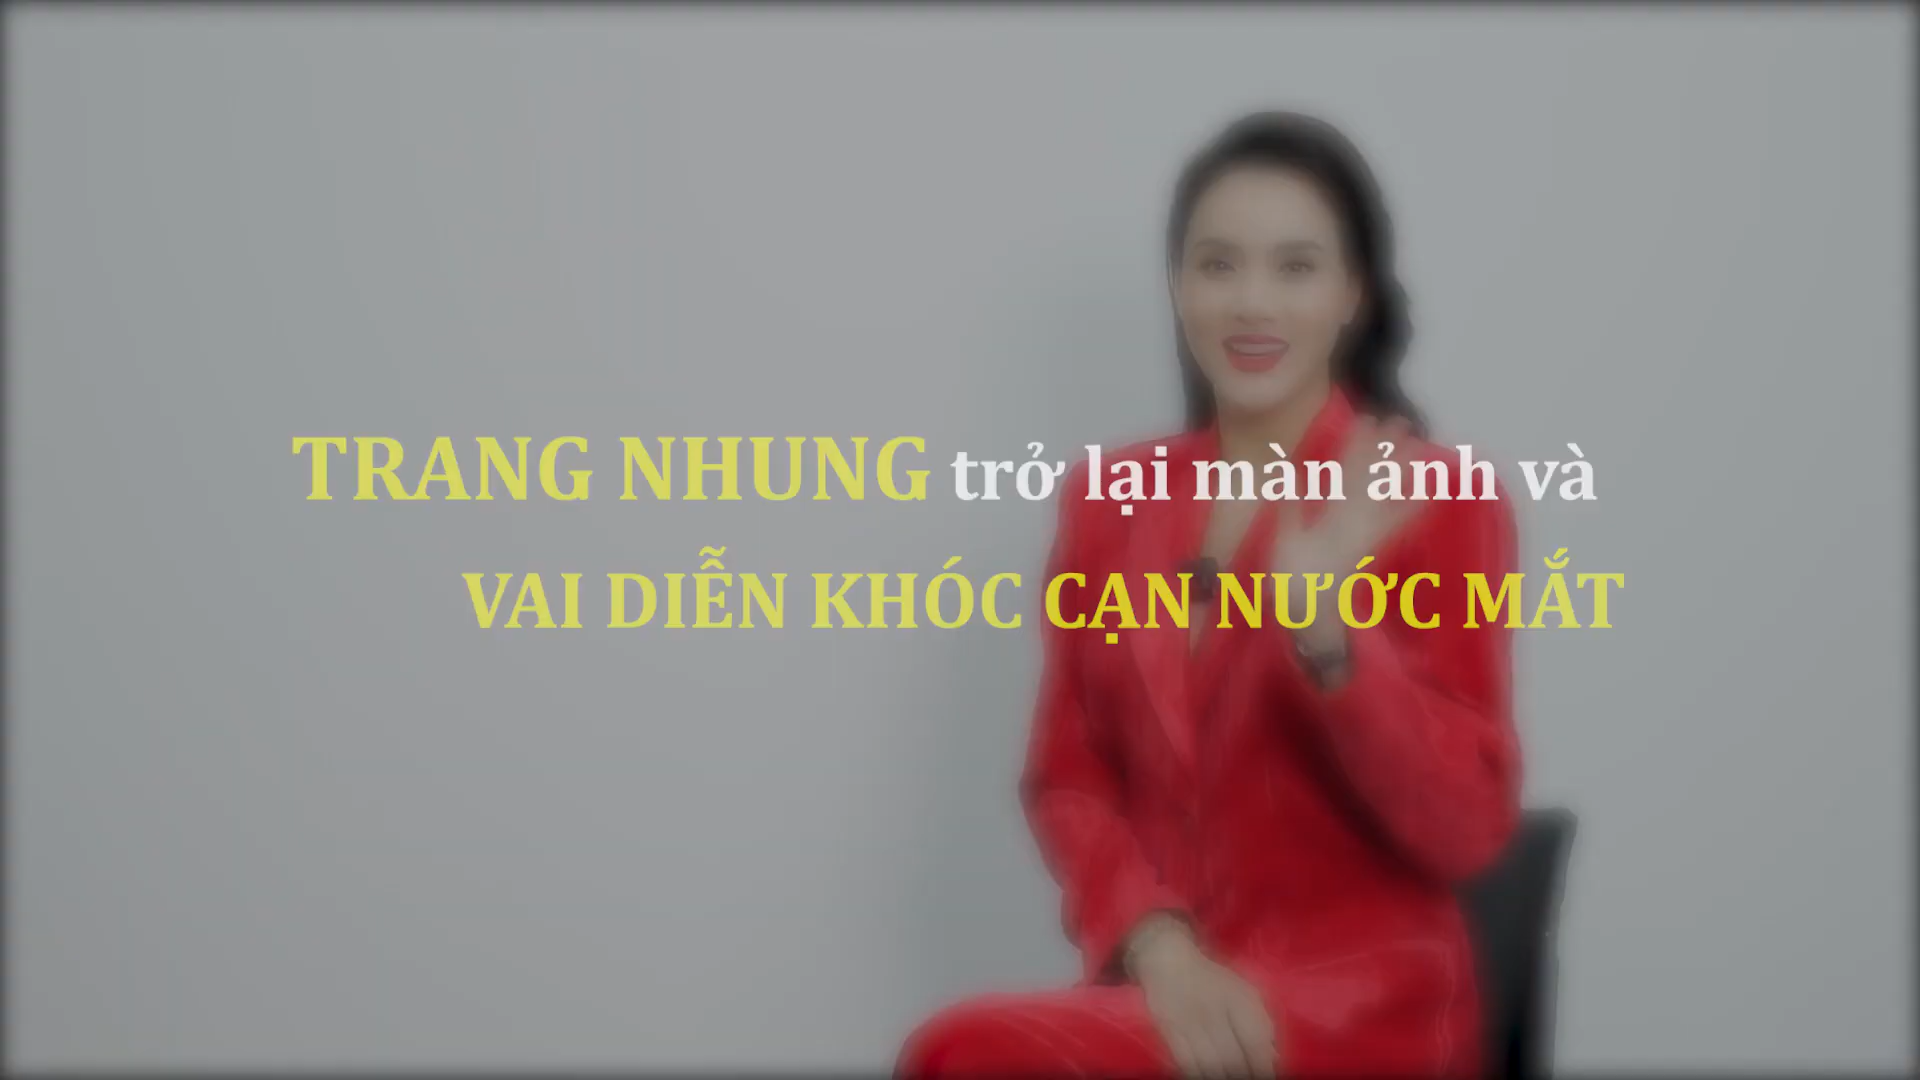 TRANG NHUNG trở lại màn ảnh và
VAI DIỄN KHÓC CẠN NƯỚC MẮT